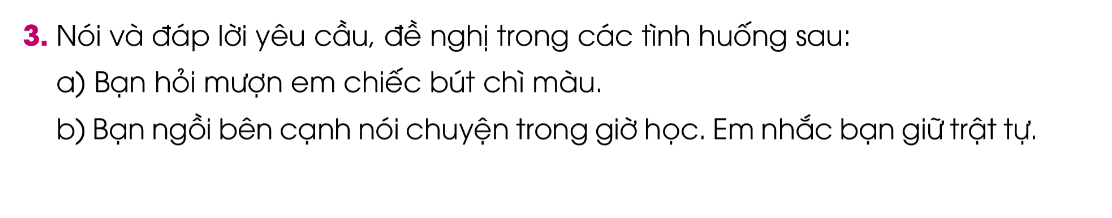 3. Nói và đáp lời yêu cầu, đề nghị trong các tình huống sau:
a) Bạn hỏi mượn em chiếc bút chì màu.
b) Bạn ngồi bên cạnh nói chuyện trong giờ học. Em nhắc bạn giữ trật tự.